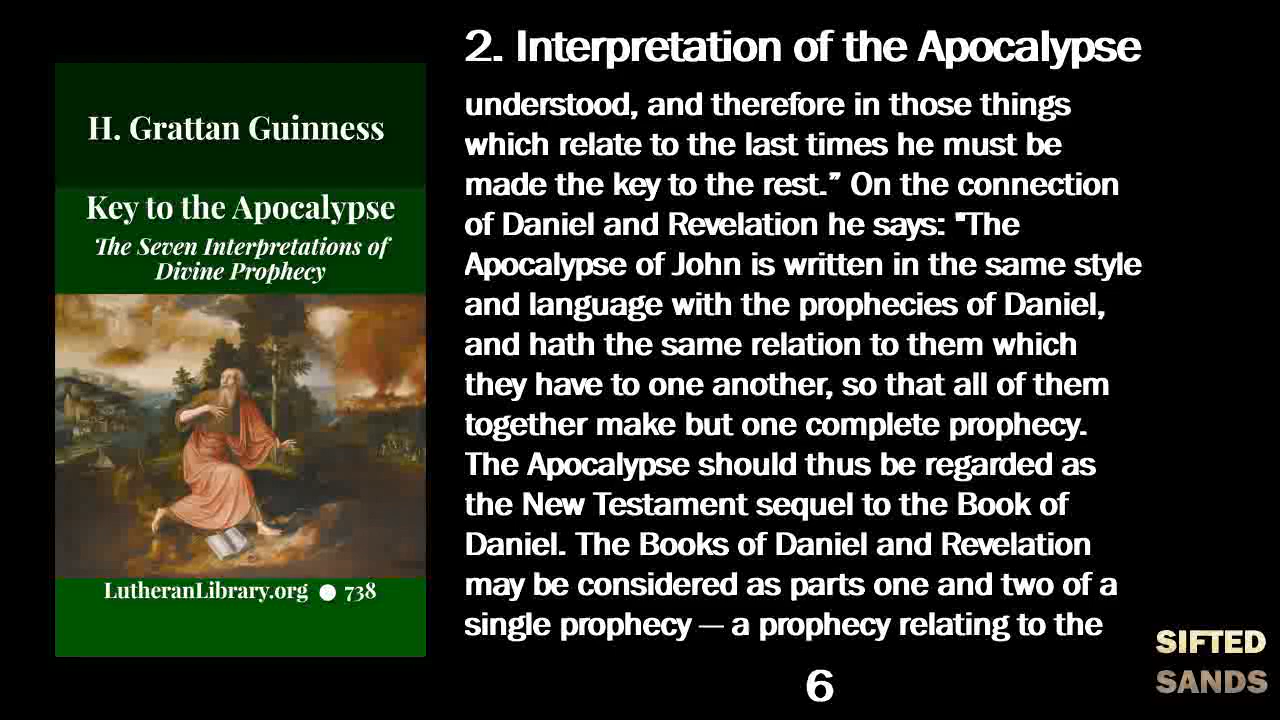 H. Grattan Guinness
Key to the Apocalypse
The Seven Interpretations of
Divine Prophecy
LutheranLibrary.org ● 738
2. Interpretation of the Apocalypse
understood, and therefore in those things
which relate to the last times he must be
made the key to the rest.” On the connection
of Daniel and Revelation he says: "The
Apocalypse of John is written in the same style
and language with the prophecies of Daniel,
and hath the same relation to them which
they have to one another, so that all of them
together make but one complete prophecy.
The Apocalypse should thus be regarded as
the New Testament sequel to the Book of
Daniel. The Books of Daniel and Revelation
may be considered as parts one and two of a
single prophecy — a prophecy relating to the
6
SIFTED
SANDS